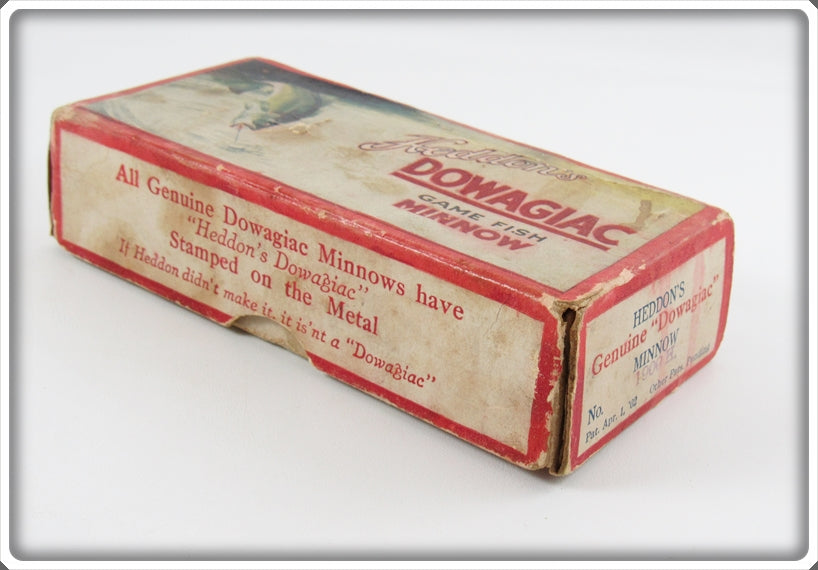 Heddon's
DOWAGIAC
GAME FISH
MINNOW
All Genuine Dowagiac Minnows have
"Heddon's Dowagiac"
Stamped on the Metal
If Heddon didn't make it, it is'nt a "Dowagiac"
HEDDON'S
Genuine "Dowagiac"
MINNOW
No.
Pat. Apr. 1, '02 Other Pats. Pending